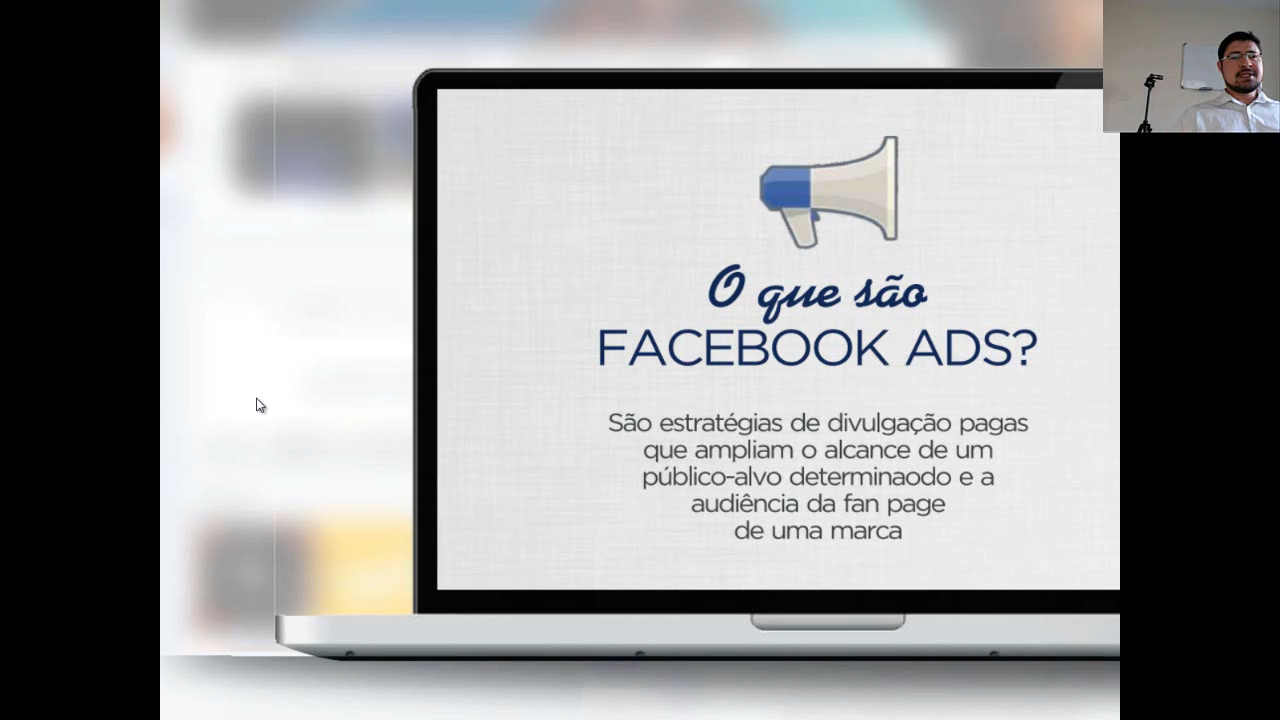 O que são
FACEBOOK ADS?
São estratégias de divulgação pagas
que ampliam o alcance de um
público-alvo determinaodo e a
audiência da fan page
de uma marca